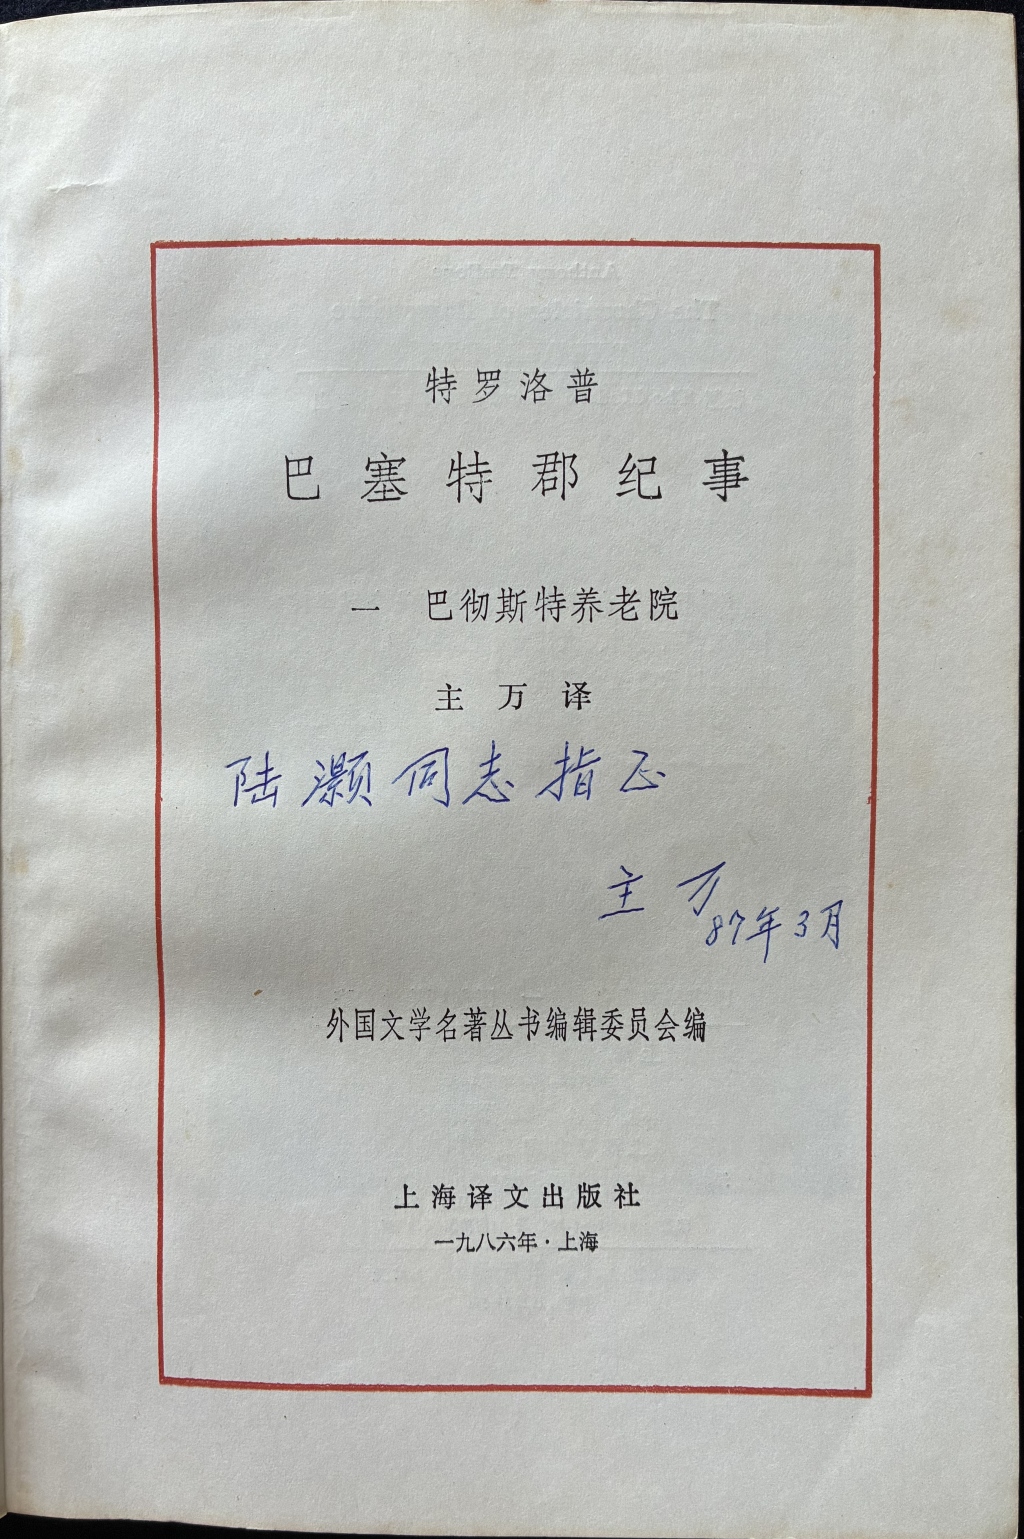 特罗洛普
巴塞特郡纪事
一 巴彻斯特养老院
主万译
陆灏同志指正
主万
87年3月
外国文学名著丛书编辑委员会编
上海译文出版社
一九八六年·上海